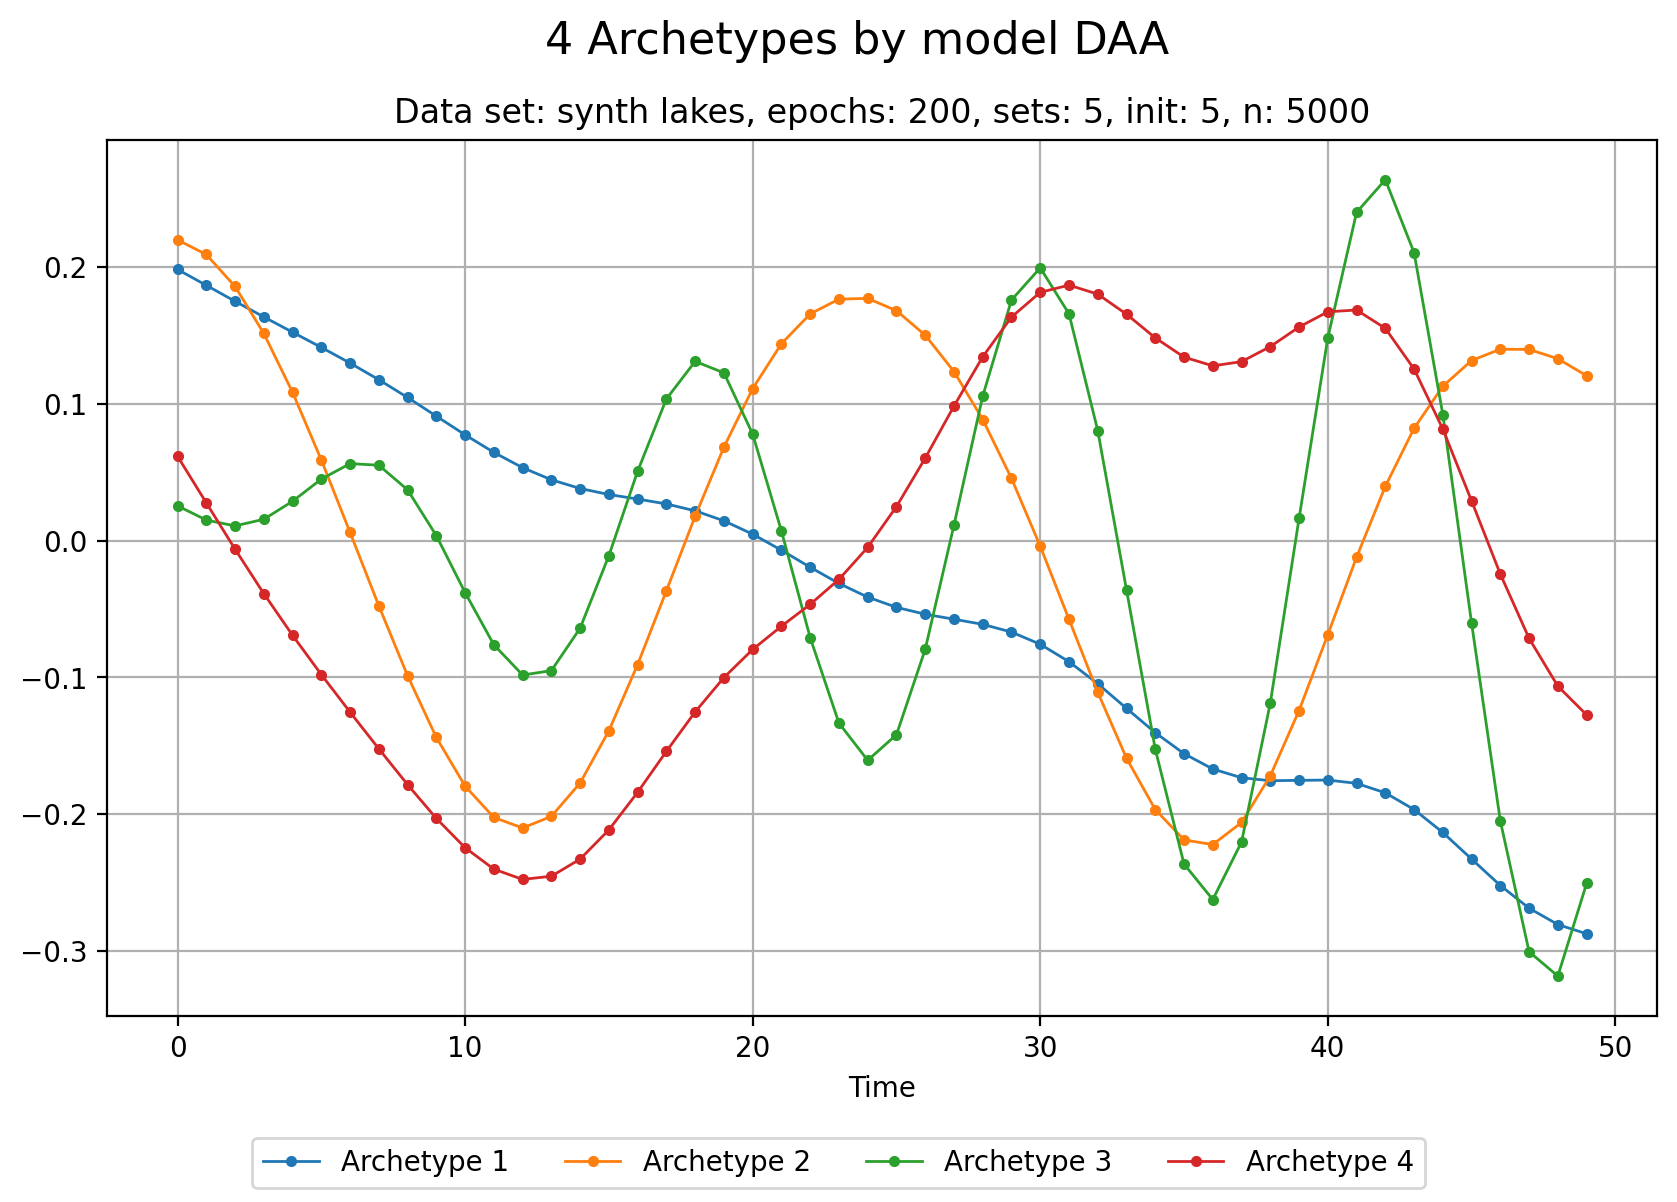 4 Archetypes by model DAA
Data set: synth lakes, epochs: 200, sets: 5, init: 5, n: 5000
0.2
0.1
0.0
−0.1
−0.2
−0.3
0 10 20 30 40 50
Time
Archetype 1 Archetype 2 Archetype 3 Archetype 4